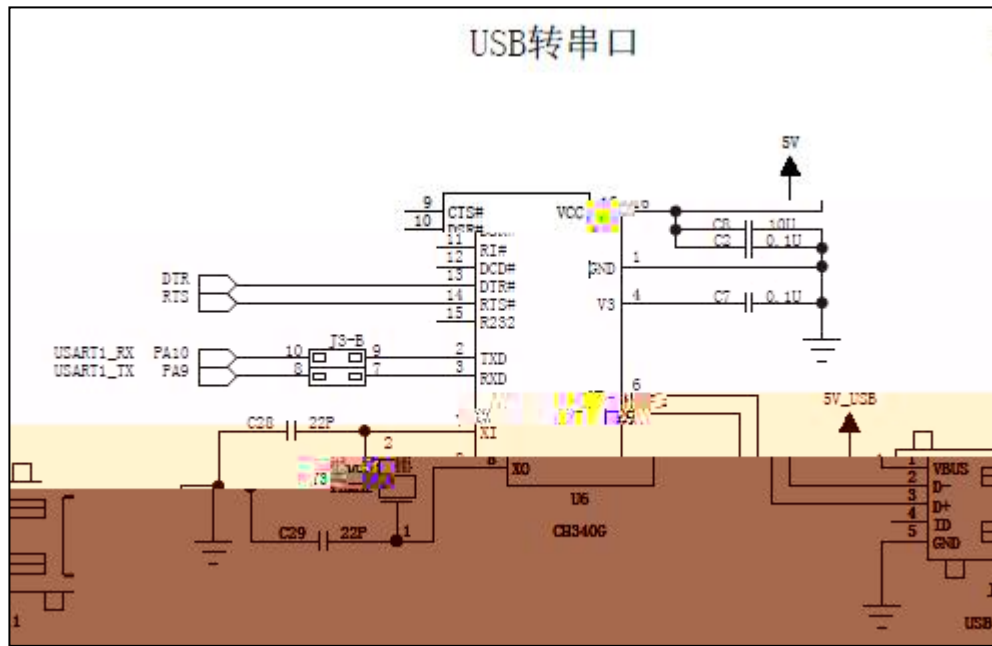 USB转串口
5V
9 CTS#
10
VCC
C8 10U
C2 0.1U
11 RI#
12 DCD#
13 DTR#
14 RTS#
15 R232
GND 1
V3 4
C7 0.1U
DTR
RTS
J3-B
USART1_RX PA10 10 9 2 TXD
USART1_TX PA9 8 7 3 RXD
6
5V_USB
C28 22P
2
XI
8 XO
U6
CH340G
C29 22P 1
1 VBUS
2 D-
3 D+
4 ID
5 GND
1
USB